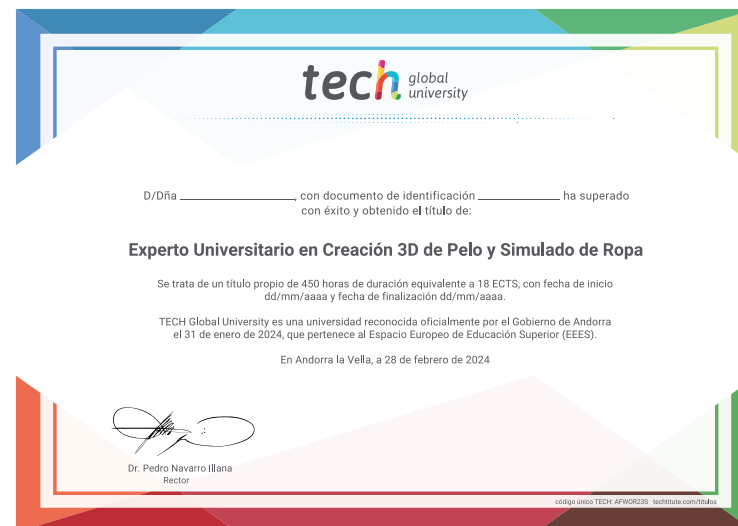 tech global university
D/Dña ____________________, con documento de identificación ______________ ha superado
con éxito y obtenido el título de:
Experto Universitario en Creación 3D de Pelo y Simulado de Ropa
Se trata de un título propio de 450 horas de duración equivalente a 18 ECTS, con fecha de inicio
dd/mm/aaaa y fecha de finalización dd/mm/aaaa.
TECH Global University es una universidad reconocida oficialmente por el Gobierno de Andorra
el 31 de enero de 2024, que pertenece al Espacio Europeo de Educación Superior (EEES).
En Andorra la Vella, a 28 de febrero de 2024
Dr. Pedro Navarro Illana
Rector
código único TECH: AFWOR23S techtitute.com/titulos